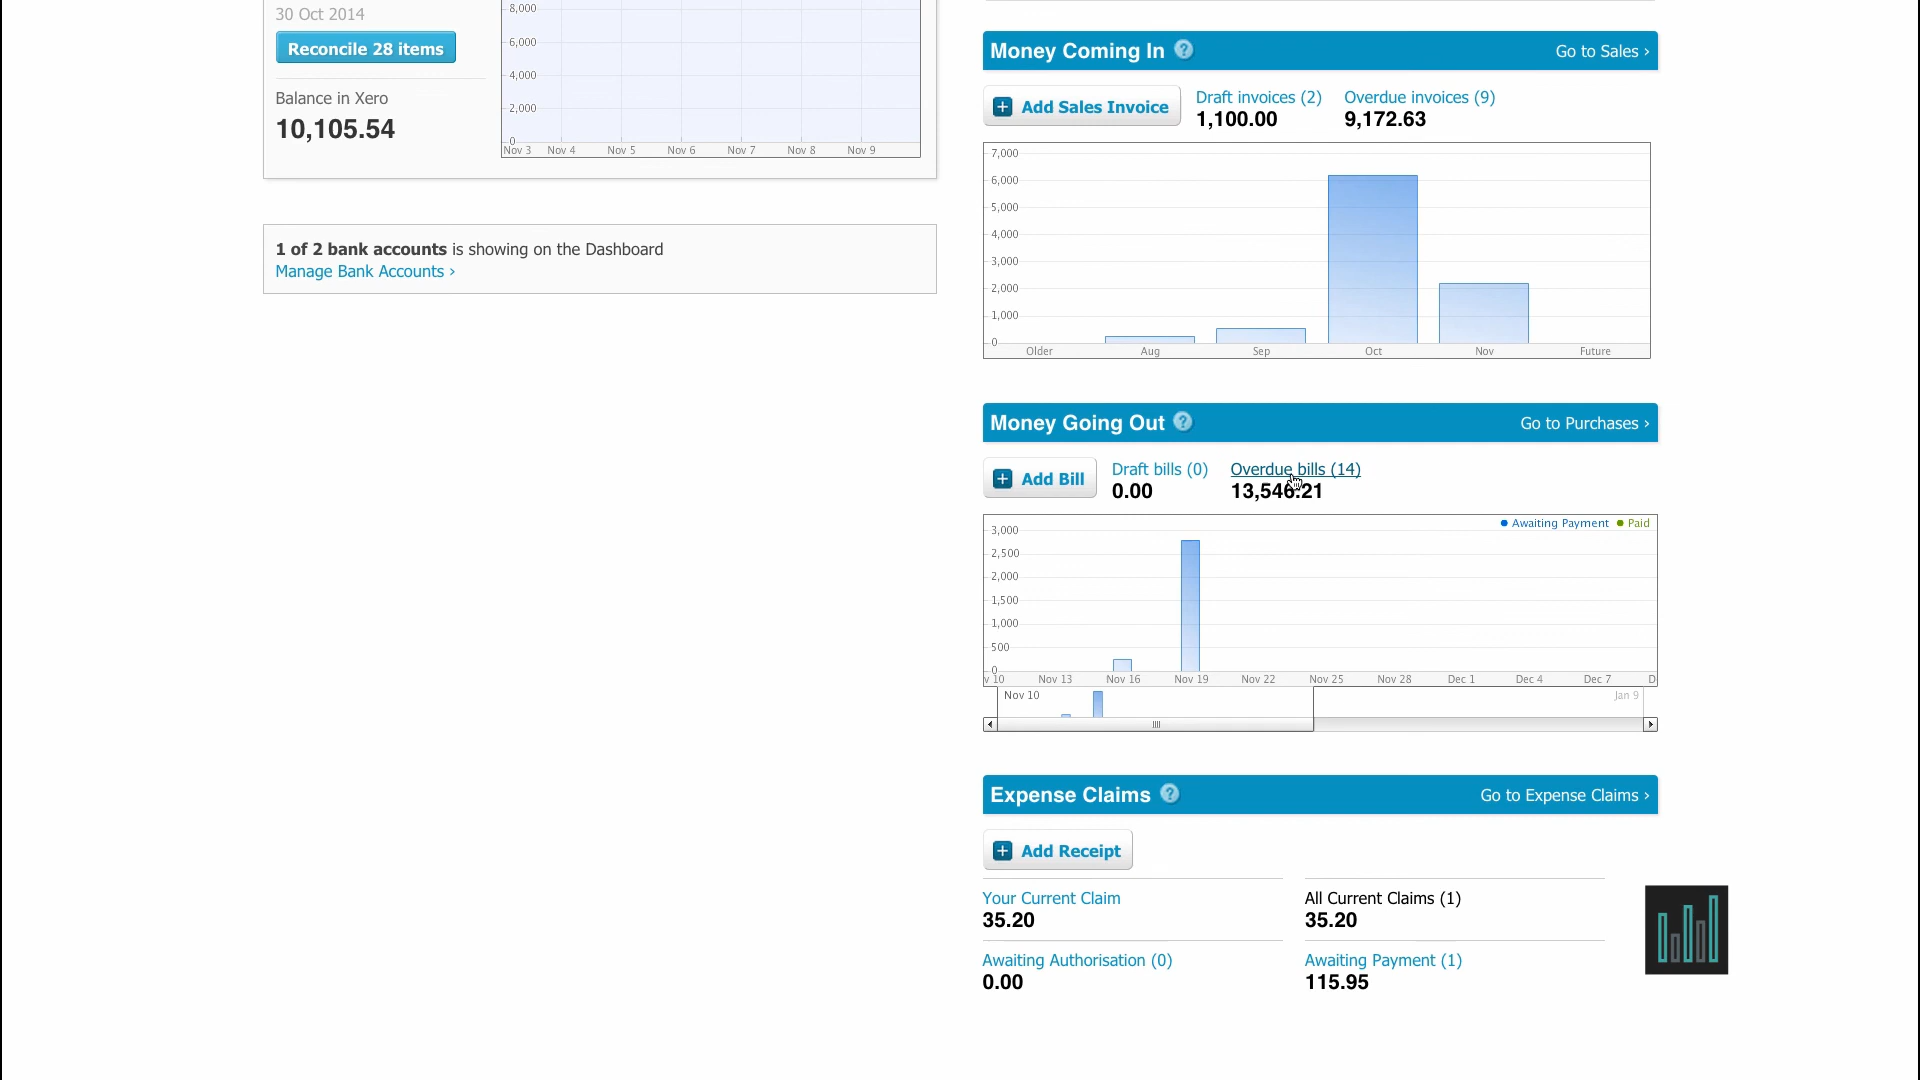 30 Oct 2014
Reconcile 28 items
Balance in Xero
10,105.54
8,000
6,000
4,000
2,000
0
Nov 3 Nov 4 Nov 5 Nov 6 Nov 7 Nov 8 Nov 9
1 of 2 bank accounts is showing on the Dashboard
Manage Bank Accounts ›
Money Coming In ? Go to Sales ›
+ Add Sales Invoice
Draft invoices (2) Overdue invoices (9)
1,100.00 9,172.63
7,000
6,000
5,000
4,000
3,000
2,000
1,000
0
Older Aug Sep Oct Nov Future
Money Going Out ? Go to Purchases ›
+ Add Bill
Draft bills (0) Overdue bills (14)
0.00 13,546.21
Awaiting Payment Paid
3,000
2,500
2,000
1,500
1,000
500
0
v 10 Nov 13 Nov 16 Nov 19 Nov 22 Nov 25 Nov 28 Dec 1 Dec 4 Dec 7 D
Nov 10 Jan 9
Expense Claims ? Go to Expense Claims ›
+ Add Receipt
Your Current Claim All Current Claims (1)
35.20 35.20
Awaiting Authorisation (0) Awaiting Payment (1)
0.00 115.95